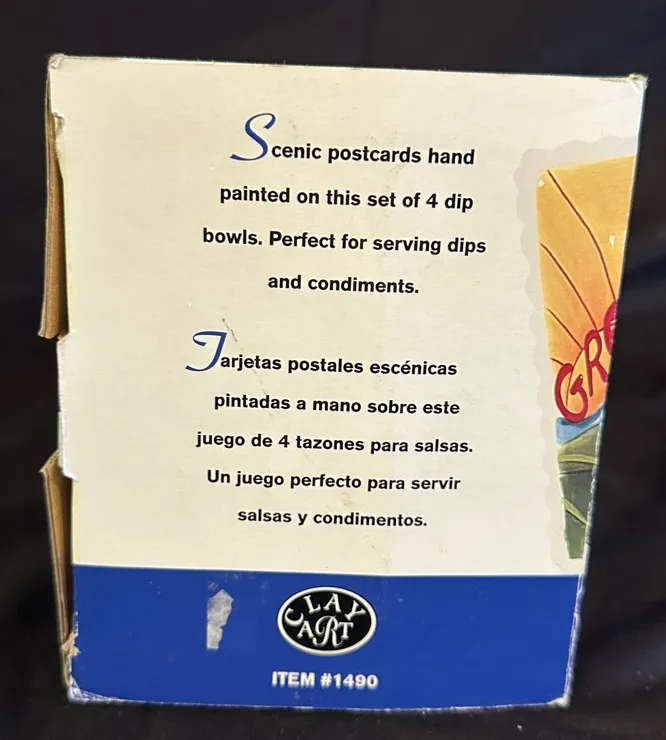 Scenic postcards hand
painted on this set of 4 dip
bowls. Perfect for serving dips
and condiments.
Tarjetas postales escénicas
pintadas a mano sobre este
juego de 4 tazones para salsas.
Un juego perfecto para servir
salsas y condimentos.
GRE
CLAY
ART
ITEM #1490